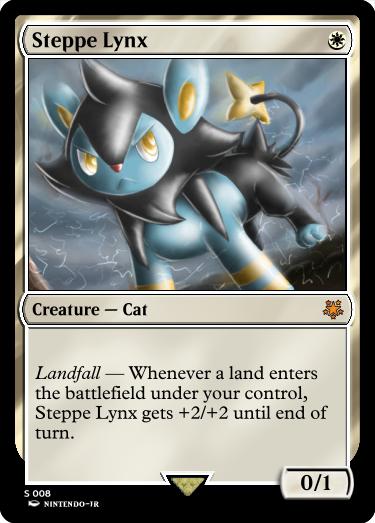 Steppe Lynx
Creature — Cat
Landfall — Whenever a land enters
the battlefield under your control,
Steppe Lynx gets +2/+2 until end of
turn.
0/1
S 008
NINTENDO-JR